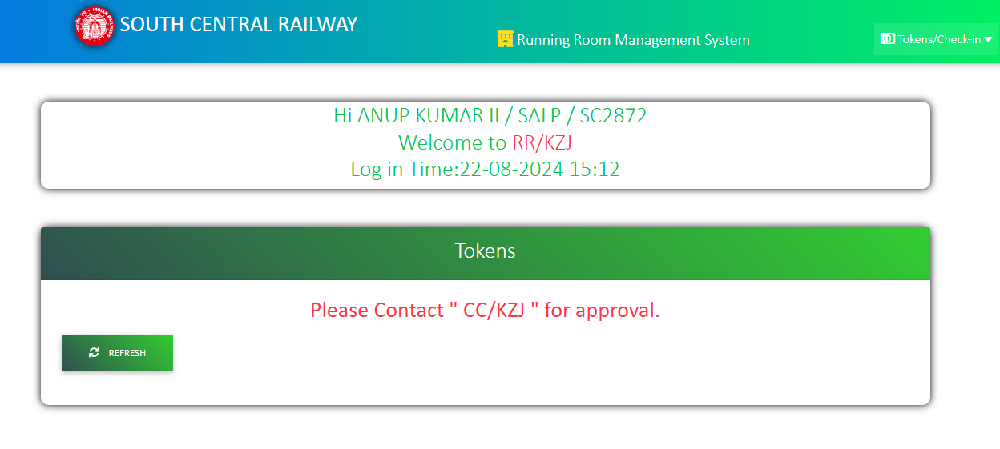 SOUTH CENTRAL RAILWAY
Running Room Management System
Tokens/Check-in
Hi ANUP KUMAR II / SALP / SC2872
Welcome to RR/KZJ
Log in Time:22-08-2024 15:12
Tokens
Please Contact " CC/KZJ " for approval.
REFRESH